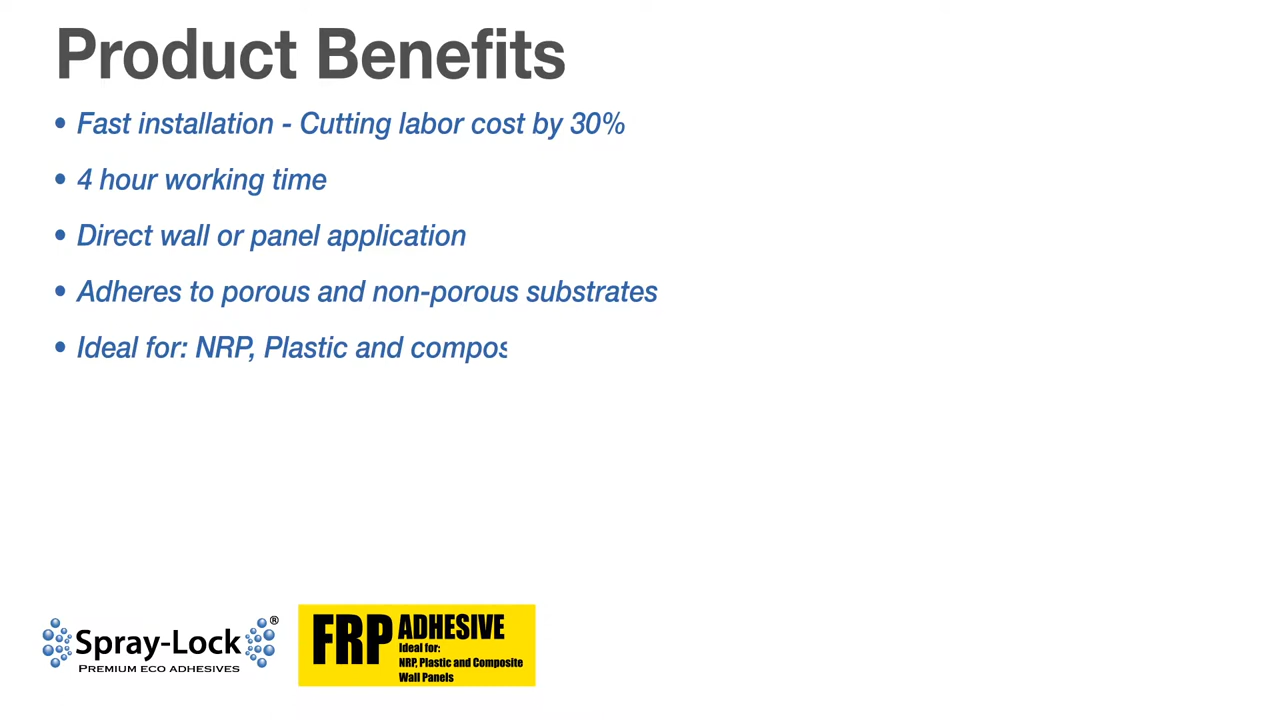 Product Benefits
• Fast installation - Cutting labor cost by 30%
• 4 hour working time
• Direct wall or panel application
• Adheres to porous and non-porous substrates
• Ideal for: NRP, Plastic and compos
Spray-Lock®
PREMIUM ECO ADHESIVES
FRP ADHESIVE
Ideal for:
NRP, Plastic and Composite
Wall Panels